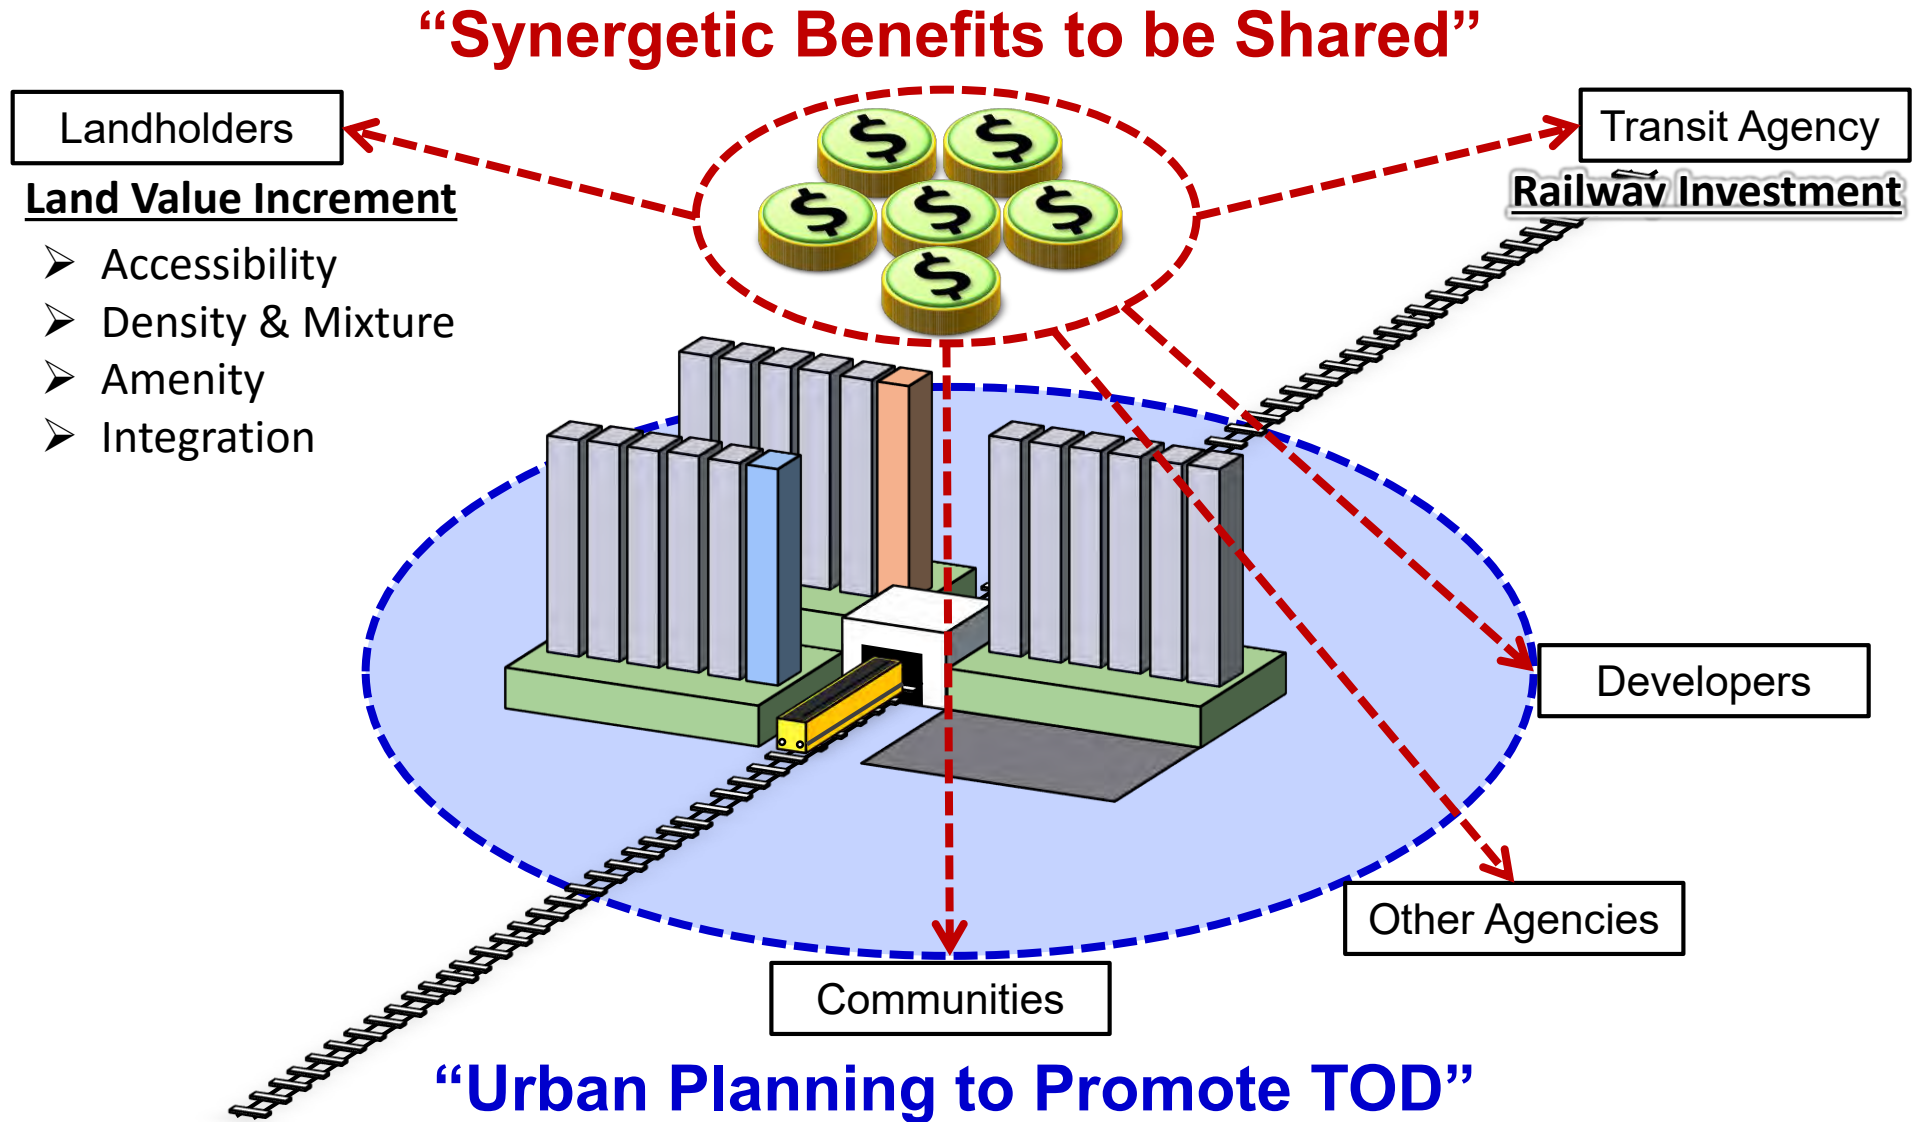 “Synergetic Benefits to be Shared”
Landholders
Transit Agency
Land Value Increment
Railway Investment
➢ Accessibility
➢ Density & Mixture
➢ Amenity
➢ Integration
$ $
$ $ $
$
Developers
Other Agencies
Communities
“Urban Planning to Promote TOD”